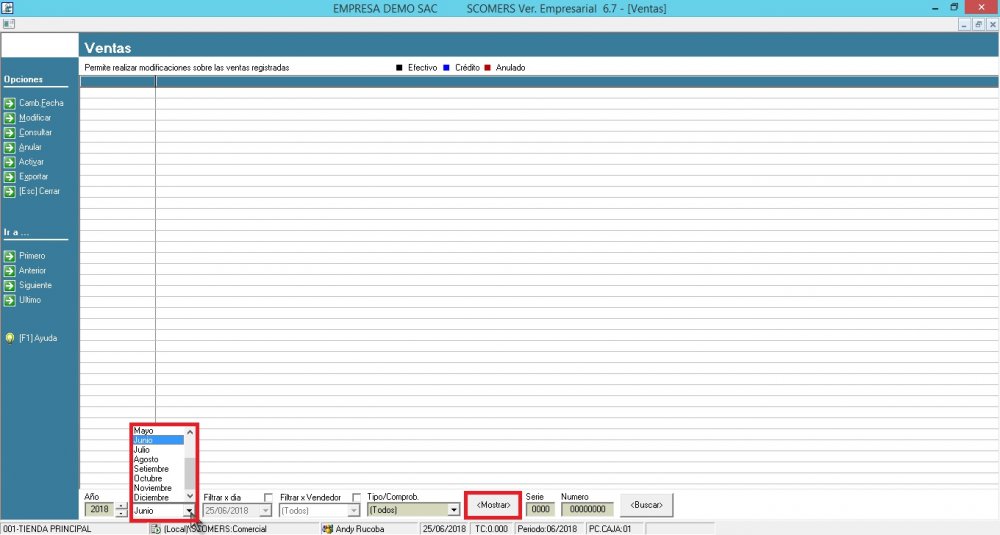 EMPRESA DEMO SAC SCOMERS Ver. Empresarial 6.7 - [Ventas]
Ventas
Permite realizar modificaciones sobre las ventas registradas
Efectivo Crédito Anulado
Opciones
Camb.Fecha
Modificar
Consultar
Anular
Activar
Exportar
[Esc] Cerrar
Ir a ...
Primero
Anterior
Siguiente
Ultimo
[F1] Ayuda
Mayo
Junio
Julio
Agosto
Setiembre
Octubre
Noviembre
Diciembre
Año Filtrar x dia Filtrar x Vendedor Tipo/Comprob. Serie Numero
2018 Junio 25/06/2018 (Todos) (Todos) <Mostrar> 0000 00000000 <Buscar>
001-TIENDA PRINCIPAL (Local)\SCOMERS:Comercial Andy Rucoba 25/06/2018 TC:0.000 Periodo:06/2018 PC.CAJA:01